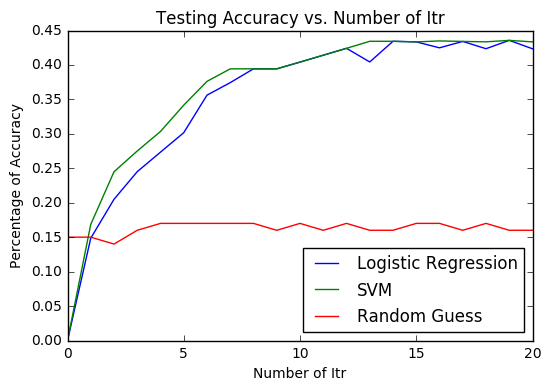 Testing Accuracy vs. Number of Itr
Percentage of Accuracy
0.45
0.40
0.35
0.30
0.25
0.20
0.15
0.10
0.05
0.00
Logistic Regression
SVM
Random Guess
0 5 10 15 20
Number of Itr